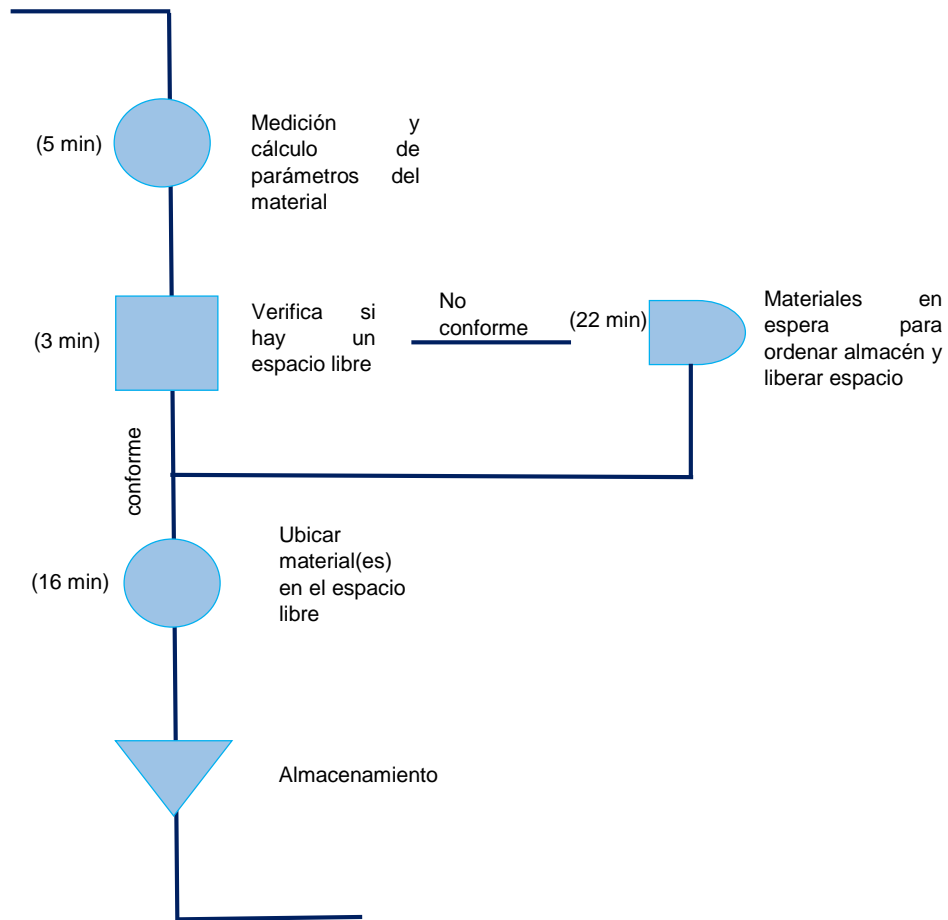 (5 min)
Medición y
cálculo de
parámetros del
material
(3 min)
Verifica si
hay un
espacio libre
No
conforme
(22 min)
Materiales en
espera para
ordenar almacén y
liberar espacio
conforme
(16 min)
Ubicar
material(es)
en el espacio
libre
Almacenamiento